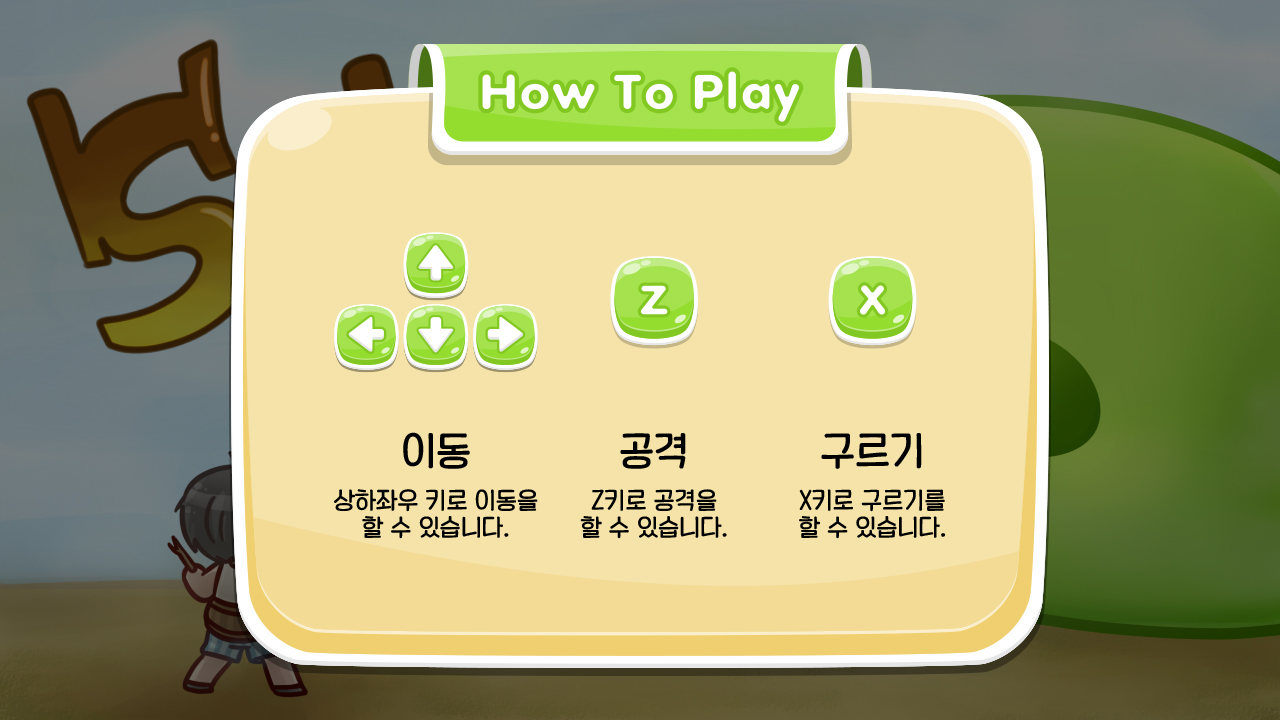 How To Play
Z
X
이동
공격
구르기
상하좌우 키로 이동을
할 수 있습니다.
Z키로 공격을
할 수 있습니다.
X키로 구르기를
할 수 있습니다.